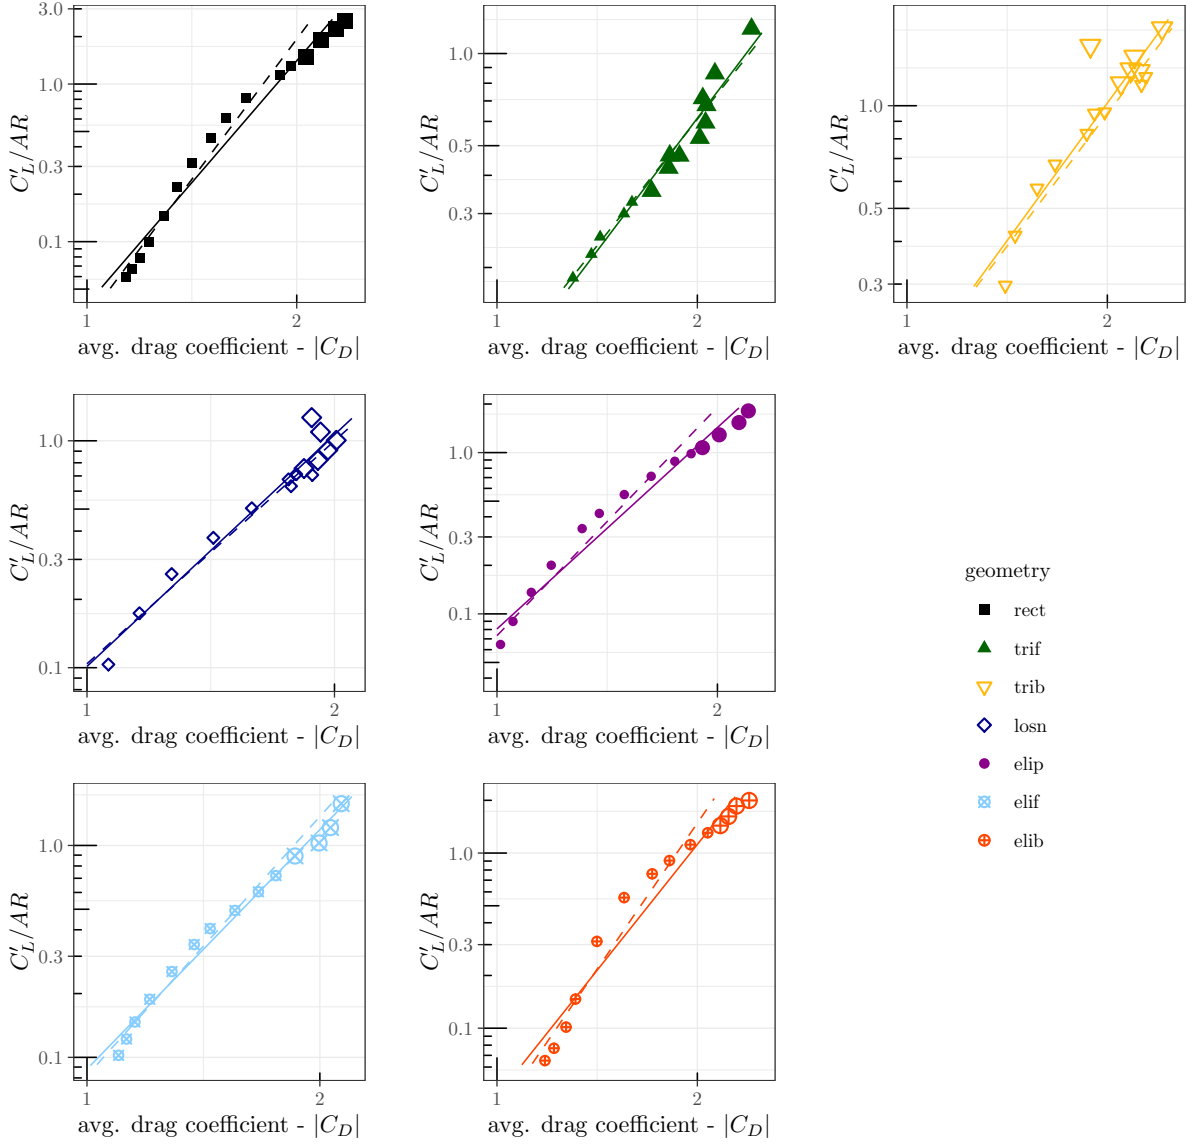 3.0
1.0
0.3
0.1
C'_L/AR
1 2
avg. drag coefficient - |C_D|
1.0
0.5
0.3
C'_L/AR
1 2
avg. drag coefficient - |C_D|
1.0
0.5
0.3
C'_L/AR
1 2
avg. drag coefficient - |C_D|
1.0
0.3
0.1
C'_L/AR
1 2
avg. drag coefficient - |C_D|
1.0
0.3
0.1
C'_L/AR
1 2
avg. drag coefficient - |C_D|
geometry
rect
trif
trib
losn
elip
elif
elib
1.0
0.3
0.1
C'_L/AR
1 2
avg. drag coefficient - |C_D|
1.0
0.3
0.1
C'_L/AR
1 2
avg. drag coefficient - |C_D|